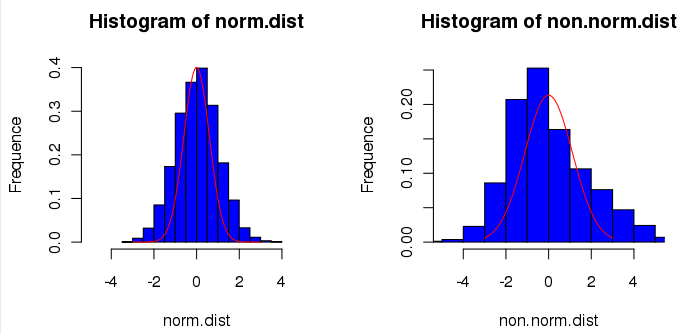 Histogram of norm.dist
Frequence
0.0 0.1 0.2 0.3 0.4
-4 -2 0 2 4
norm.dist
Histogram of non.norm.dist
Frequence
0.00 0.10 0.20
-4 -2 0 2 4
non.norm.dist